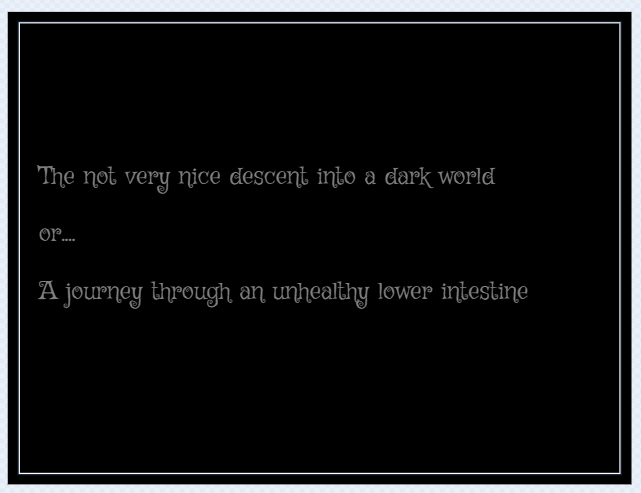 The not very nice descent into a dark world
or....
A journey through an unhealthy lower intestine